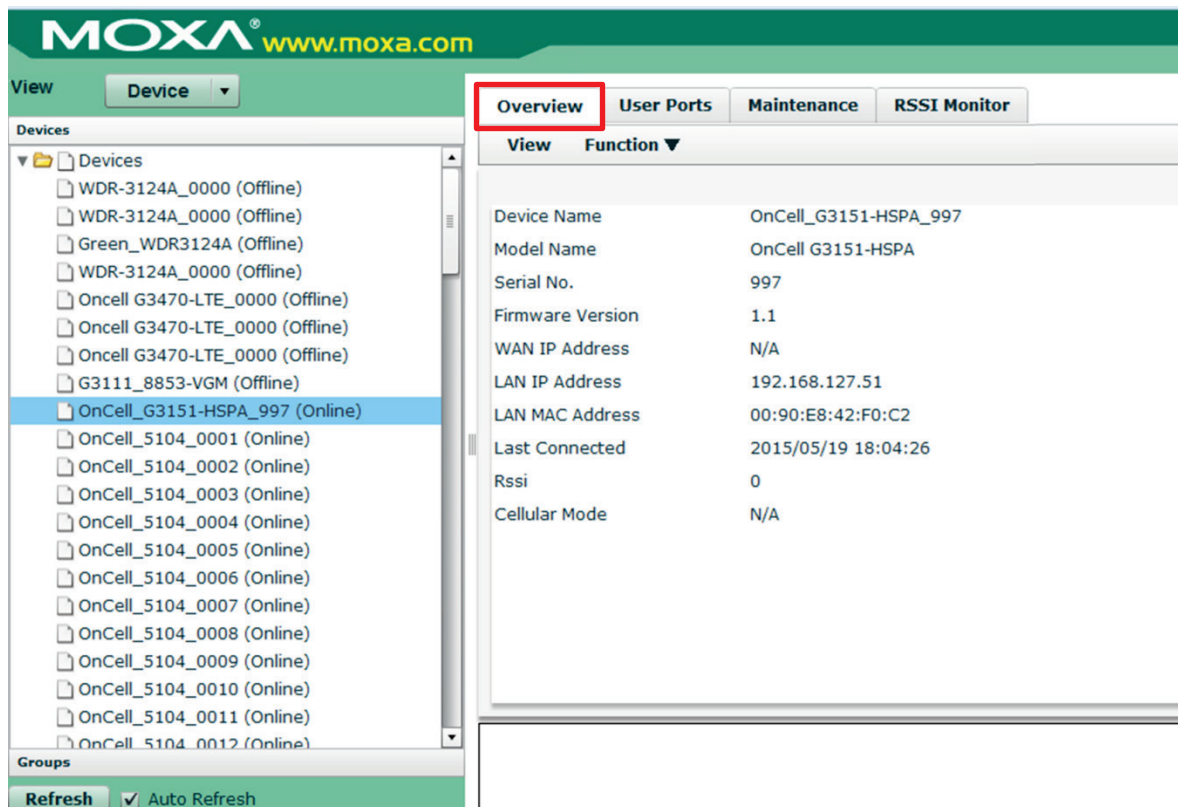 MOXA® www.moxa.com
View Device
Devices
Devices
WDR-3124A_0000 (Offline)
WDR-3124A_0000 (Offline)
Green_WDR3124A (Offline)
WDR-3124A_0000 (Offline)
Oncell G3470-LTE_0000 (Offline)
Oncell G3470-LTE_0000 (Offline)
Oncell G3470-LTE_0000 (Offline)
G3111_8853-VGM (Offline)
OnCell_G3151-HSPA_997 (Online)
OnCell_5104_0001 (Online)
OnCell_5104_0002 (Online)
OnCell_5104_0003 (Online)
OnCell_5104_0004 (Online)
OnCell_5104_0005 (Online)
OnCell_5104_0006 (Online)
OnCell_5104_0007 (Online)
OnCell_5104_0008 (Online)
OnCell_5104_0009 (Online)
OnCell_5104_0010 (Online)
OnCell_5104_0011 (Online)
OnCell_5104_0012 (Online)
Groups
Refresh Auto Refresh
Overview User Ports Maintenance RSSI Monitor
View Function
Device Name OnCell_G3151-HSPA_997
Model Name OnCell G3151-HSPA
Serial No. 997
Firmware Version 1.1
WAN IP Address N/A
LAN IP Address 192.168.127.51
LAN MAC Address 00:90:E8:42:F0:C2
Last Connected 2015/05/19 18:04:26
Rssi 0
Cellular Mode N/A